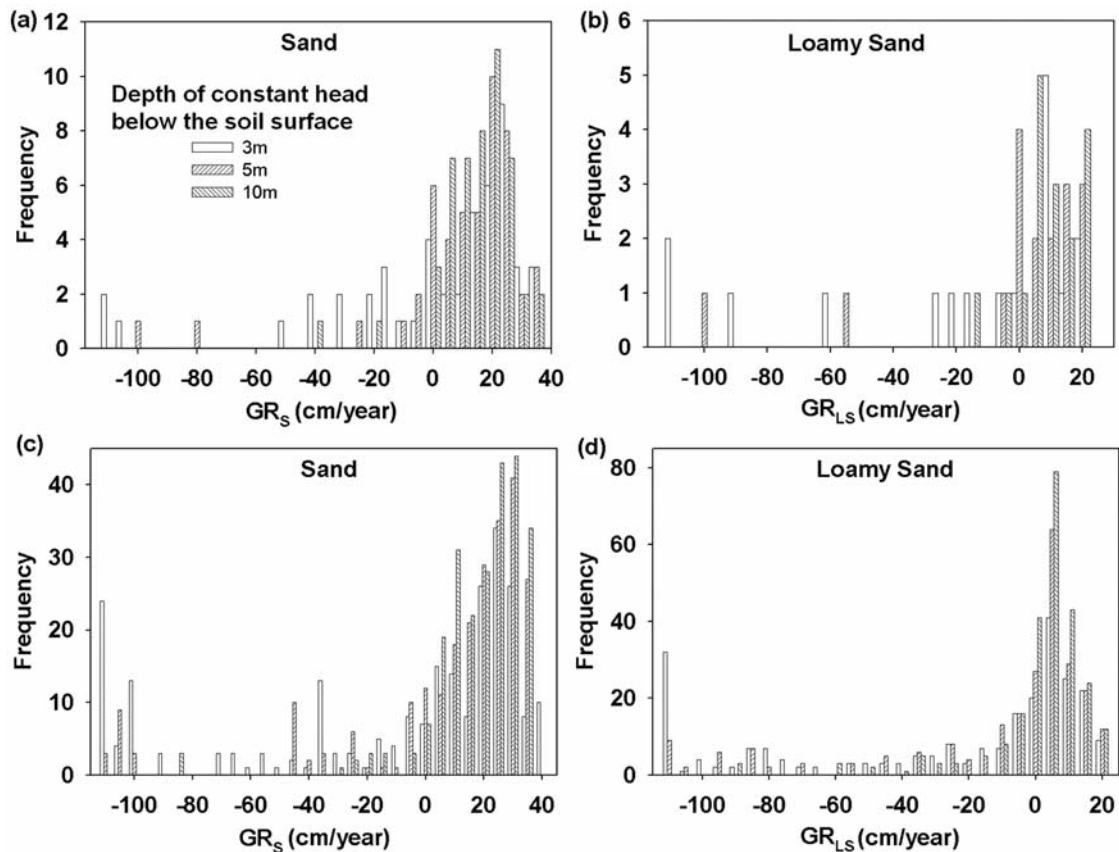 (a)
Sand
Depth of constant head
below the soil surface
3m
5m
10m
Frequency
12
10
8
6
4
2
0
-100 -80 -60 -40 -20 0 20 40
GRS (cm/year)
(b)
Loamy Sand
Frequency
6
5
4
3
2
1
0
-100 -80 -60 -40 -20 0 20
GRLS (cm/year)
(c)
Sand
Frequency
40
30
20
10
0
-100 -80 -60 -40 -20 0 20 40
GRS (cm/year)
(d)
Loamy Sand
Frequency
80
60
40
20
0
-100 -80 -60 -40 -20 0 20
GRLS (cm/year)